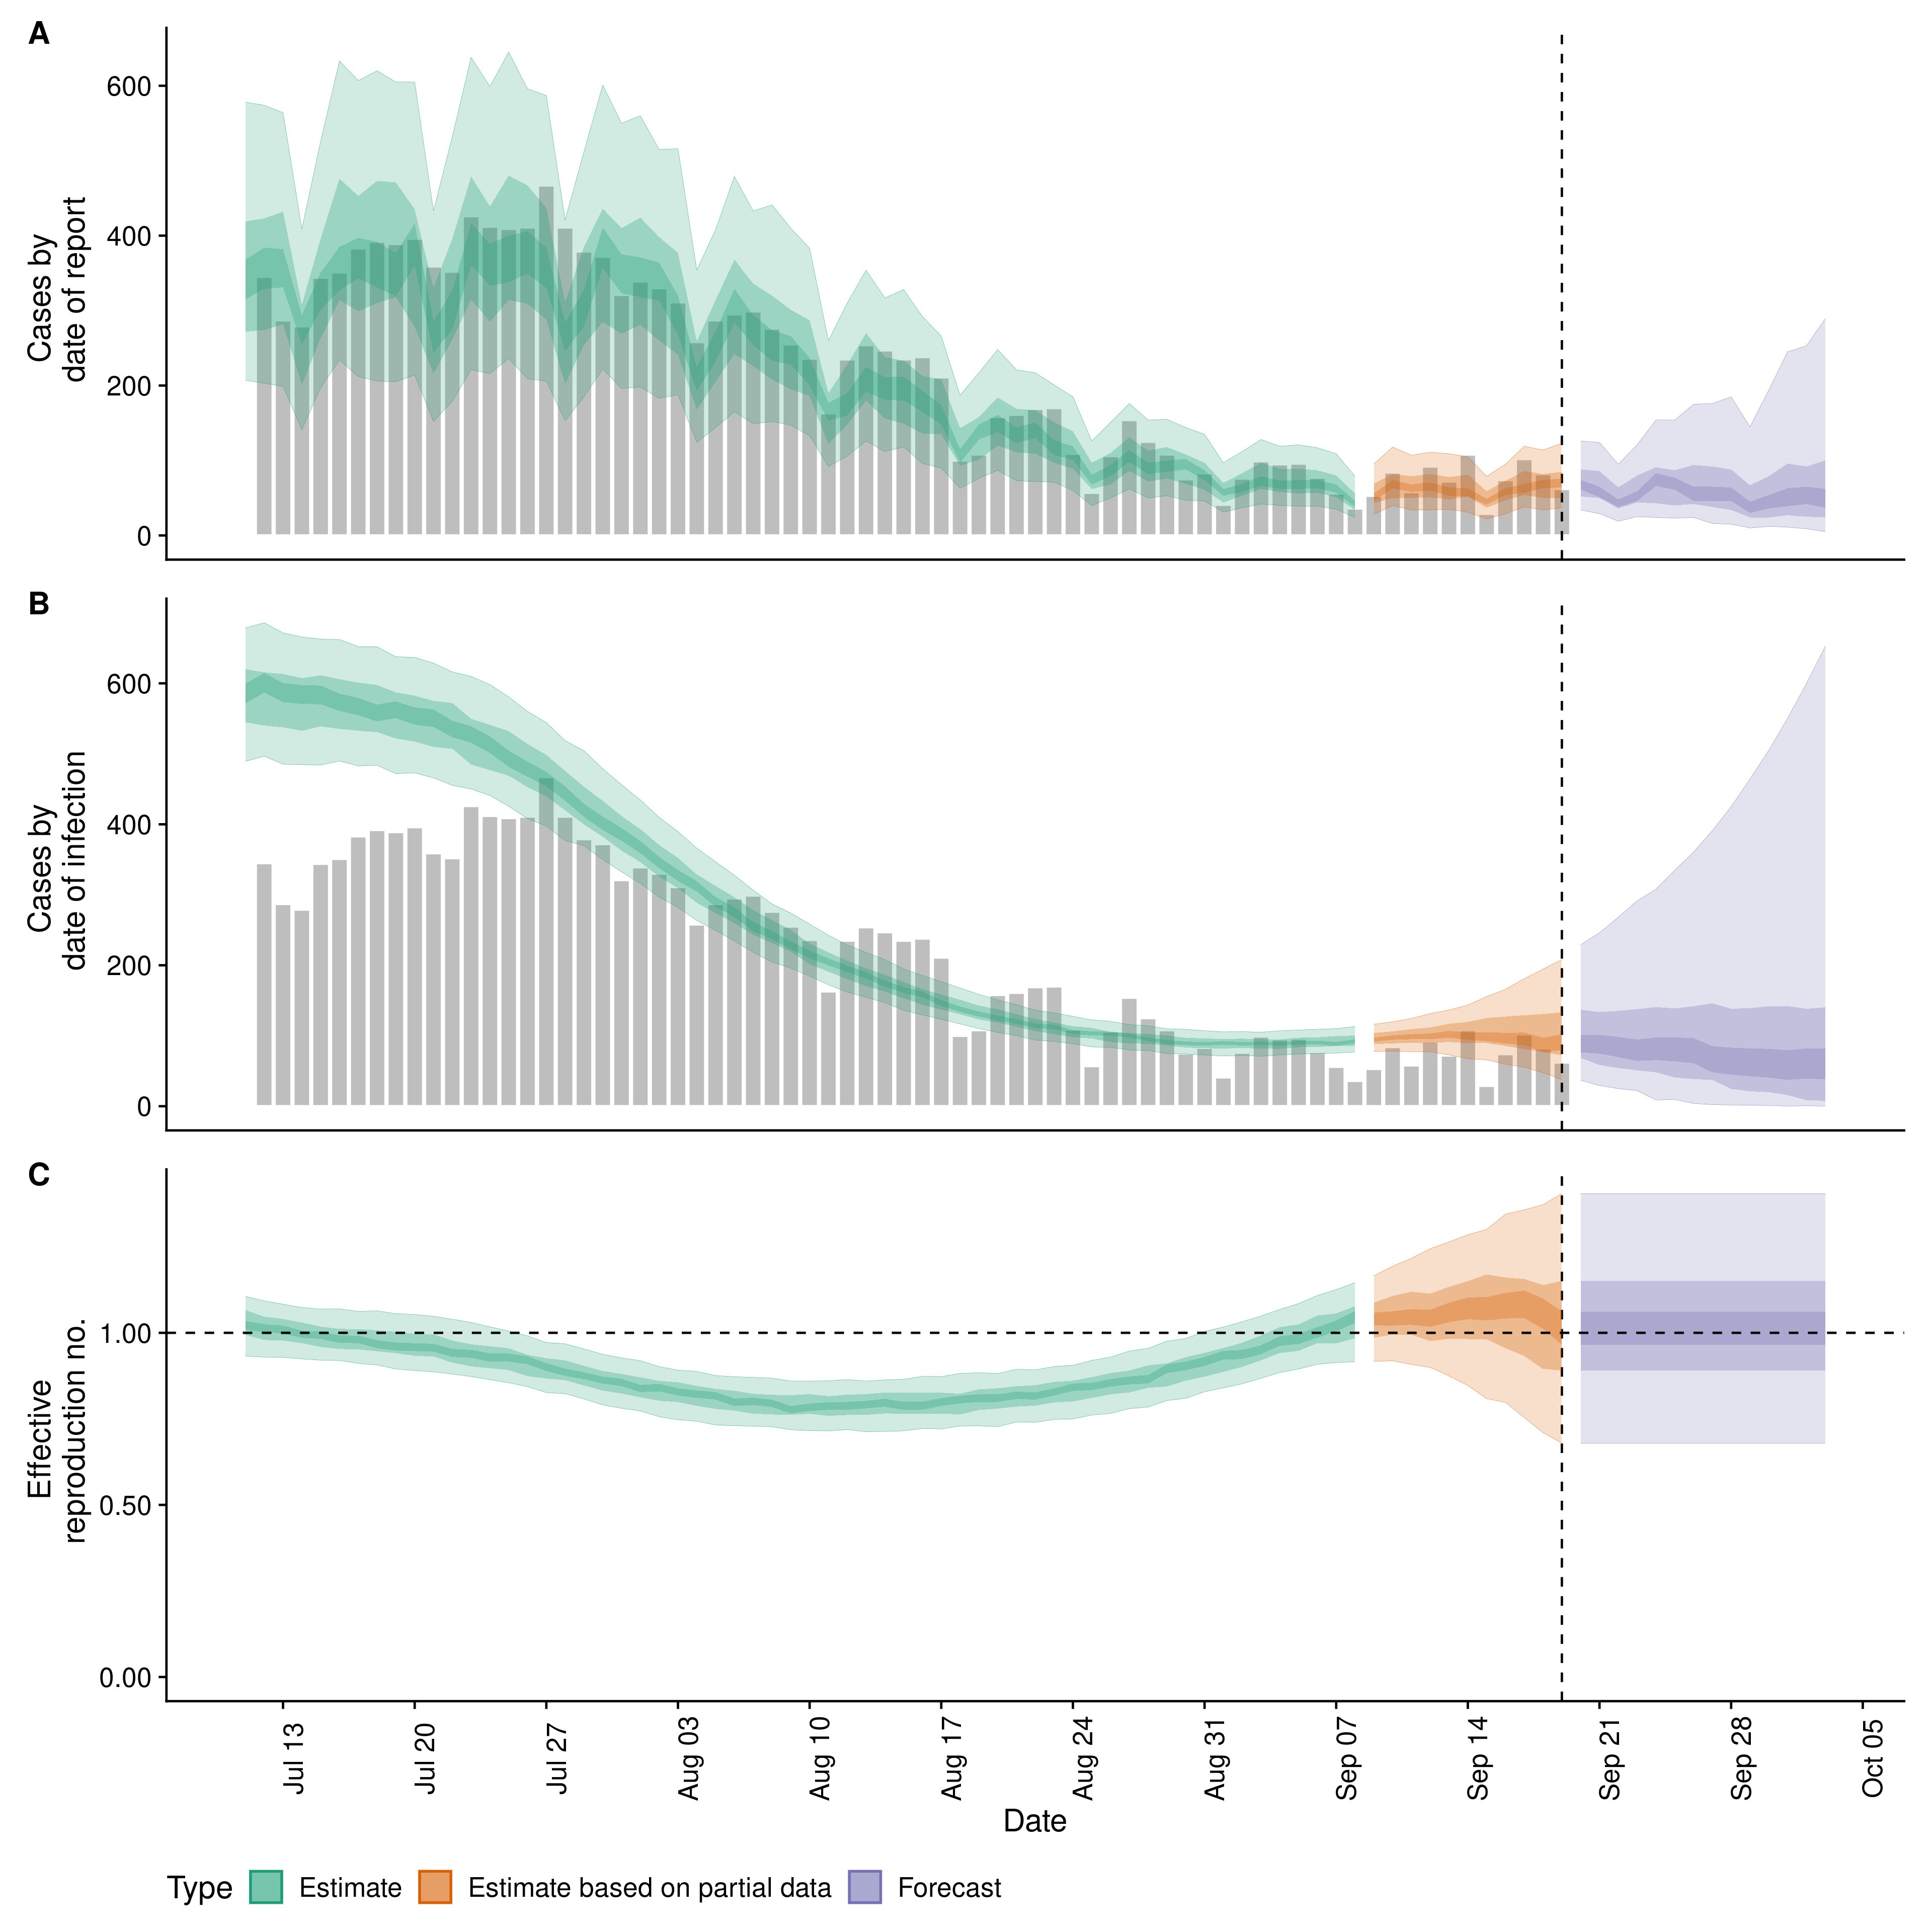 A
Cases by
date of report
600
400
200
0
B
Cases by
date of infection
600
400
200
0
C
Effective
reproduction no.
1.00
0.50
0.00
Jul 13
Jul 20
Jul 27
Aug 03
Aug 10
Aug 17
Aug 24
Aug 31
Sep 07
Sep 14
Sep 21
Sep 28
Oct 05
Date
Type Estimate Estimate based on partial data Forecast